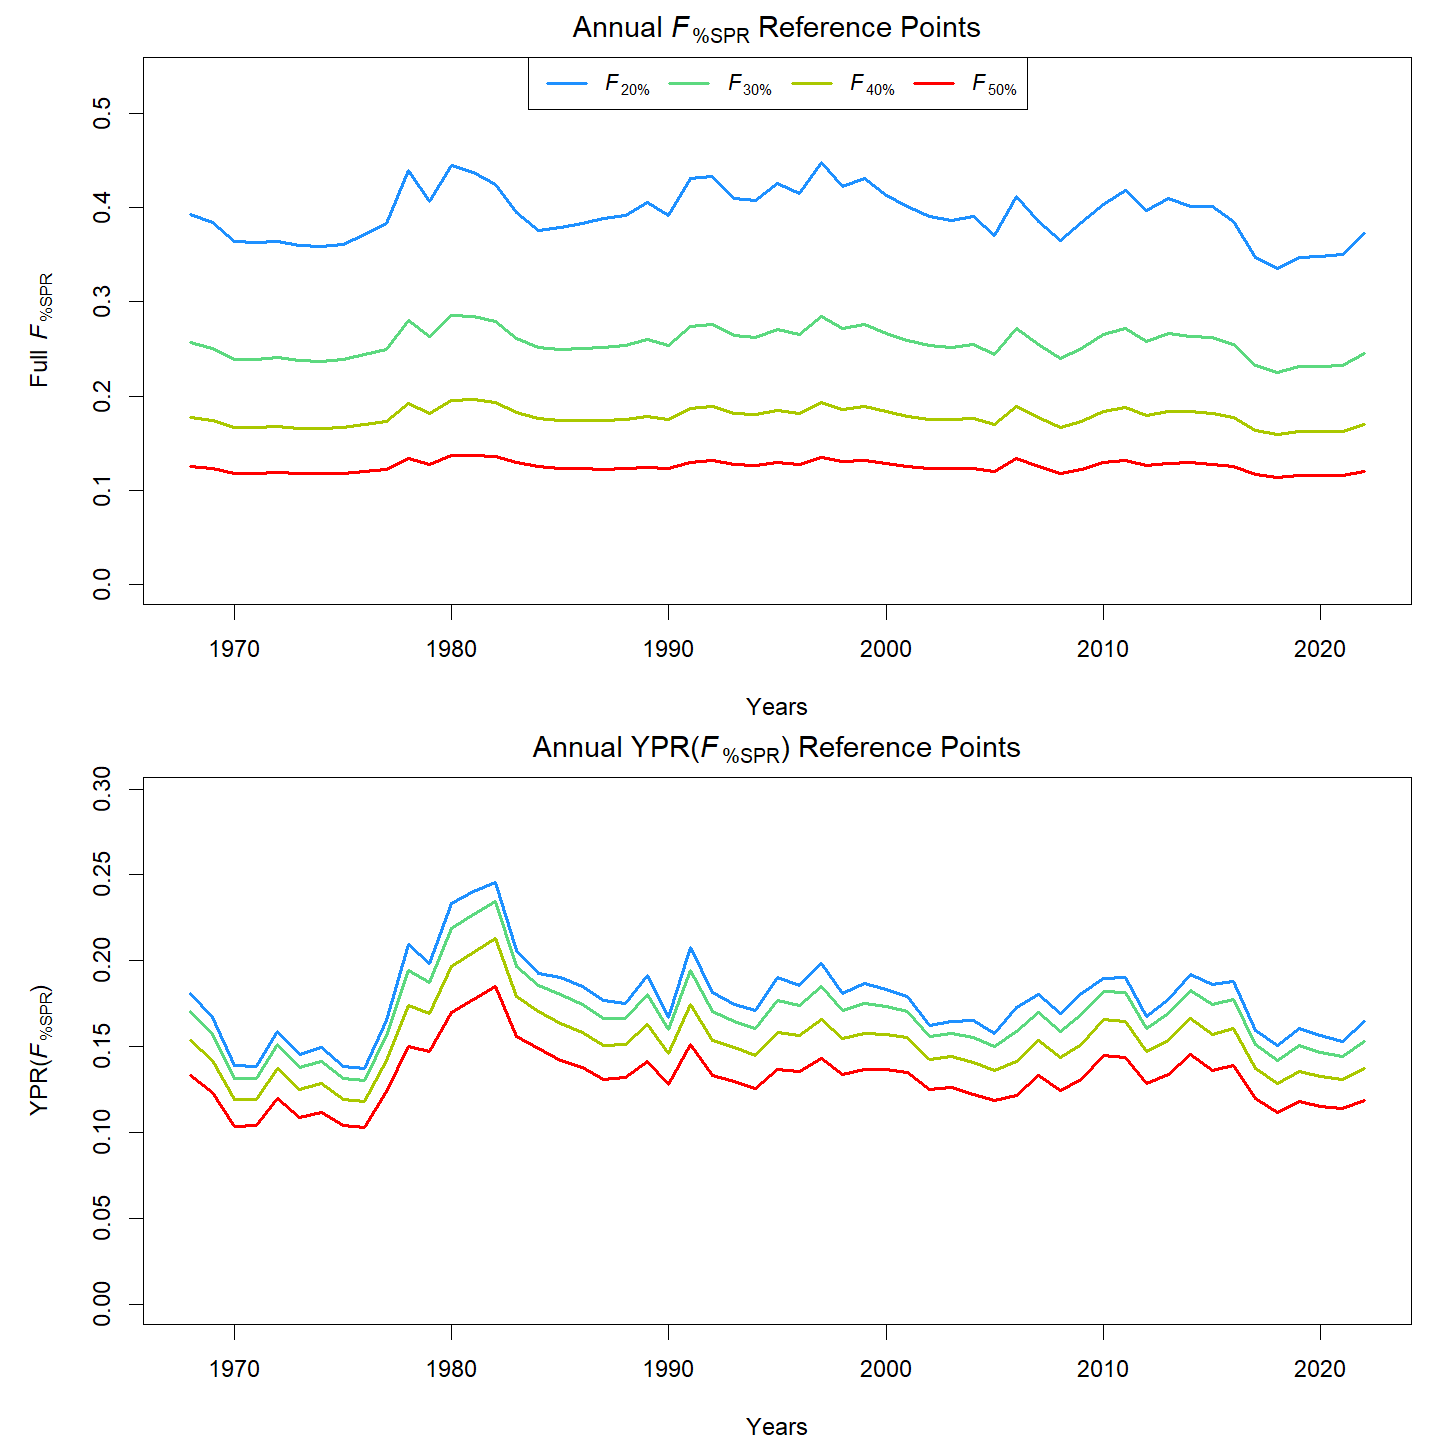 Annual F%SPR Reference Points
F20% F30% F40% F50%
Full F%SPR
0.5
0.4
0.3
0.2
0.1
0.0
1970 1980 1990 2000 2010 2020
Years
Annual YPR(F%SPR) Reference Points
YPR(F%SPR)
0.30
0.25
0.20
0.15
0.10
0.05
0.00
1970 1980 1990 2000 2010 2020
Years